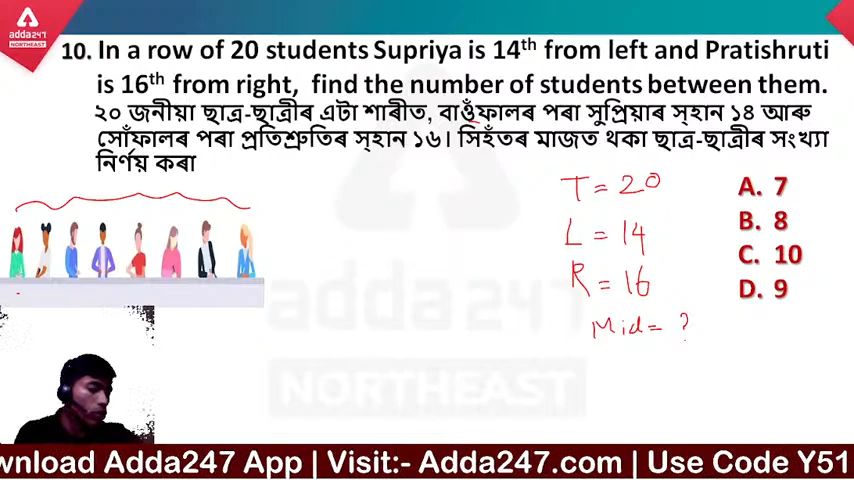 Adda247
NORTHEAST
10. In a row of 20 students Supriya is 14th from left and Pratishruti
is 16th from right, find the number of students between them.
২০ জনীয়া ছাত্ৰ-ছাত্ৰীৰ এটা শাৰীত, বাওঁফালৰ পৰা সুপ্ৰিয়াৰ স্হান ১৪ আৰু
সোঁফালৰ পৰা প্ৰতিশ্ৰুতিৰ স্হান ১৬। সিহঁতৰ মাজত থকা ছাত্ৰ-ছাত্ৰীৰ সংখ্যা
নিৰ্ণয় কৰা
T = 20
L = 14
R = 16
Mid = ?
A. 7
B. 8
C. 10
D. 9
adda247
NORTHEAST
wnload Adda247 App | Visit:- Adda247.com | Use Code Y51